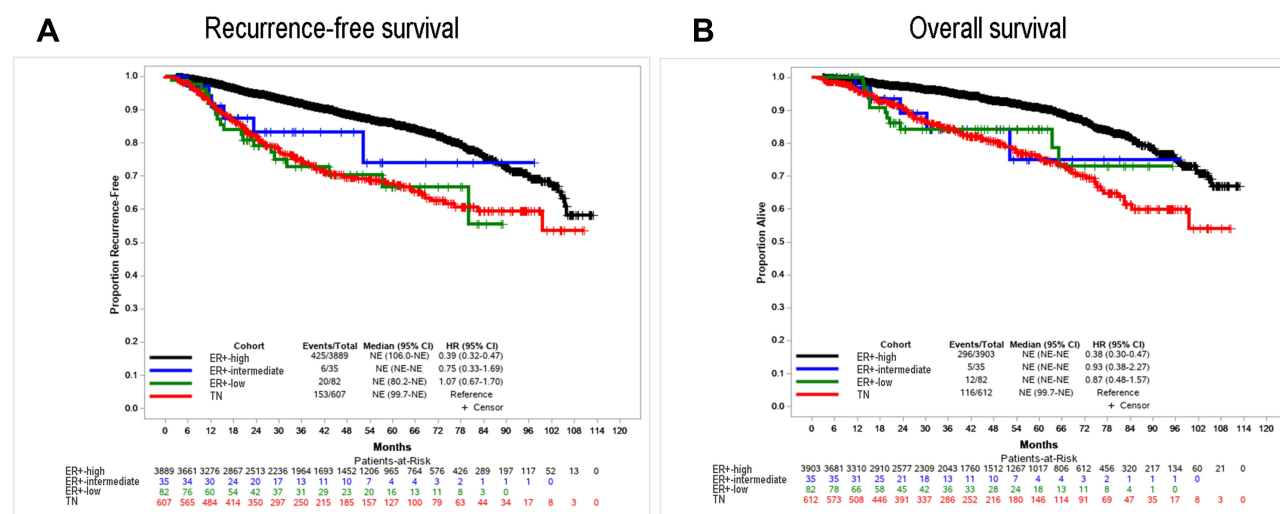 A Recurrence-free survival
Proportion Recurrence-Free
1.0
0.9
0.8
0.7
0.6
0.5
0.4
0.3
0.2
0.1
0.0
Cohort Events/Total Median (95% CI) HR (95% CI)
ER+-high 425/3889 NE (106.0-NE) 0.39 (0.32-0.47)
ER+-intermediate 6/35 NE (NE-NE 0.75 (0.33-1.69)
ER+-low 20/82 NE (80.2-NE) 1.07 (0.67-1.70)
TN 153/607 NE (99.7-NE) Reference
+ Censor
0 6 12 18 24 30 36 42 48 54 60 66 72 78 84 90 96 102 108 114 120
Months
Patients-at-Risk
ER+-high 3889 3661 3276 2867 2513 2236 1964 1693 1452 1206 965 764 576 426 289 197 117 52 13 0
ER+-intermediate 35 34 30 24 20 17 13 11 10 7 4 4 3 2 1 1 1 0
ER+-low 82 76 60 54 42 37 31 29 23 20 16 13 11 8 3 0
TN 607 565 484 414 350 297 250 215 185 157 127 100 79 63 44 34 17 8 3 0
B Overall survival
Proportion Alive
1.0
0.9
0.8
0.7
0.6
0.5
0.4
0.3
0.2
0.1
0.0
Cohort Events/Total Median (95% CI) HR (95% CI)
ER+-high 296/3903 NE (NE-NE 0.38 (0.30-0.47)
ER+-intermediate 5/35 NE (NE-NE 0.93 (0.38-2.27)
ER+-low 12/82 NE (NE-NE 0.87 (0.48-1.57)
TN 116/612 NE (99.7-NE) Reference
+ Censor
0 6 12 18 24 30 36 42 48 54 60 66 72 78 84 90 96 102 108 114 120
Months
Patients-at-Risk
ER+-high 3903 3681 3310 2910 2577 2309 2043 1760 1512 1267 1017 806 612 456 320 217 134 60 21 0
ER+-intermediate 35 35 31 25 21 18 13 11 10 7 4 4 3 2 1 1 1 0
ER+-low 82 78 66 58 45 42 36 33 28 24 18 13 11 8 4 1 0
TN 612 573 508 446 391 337 286 252 216 180 146 114 91 69 47 35 17 8 3 0